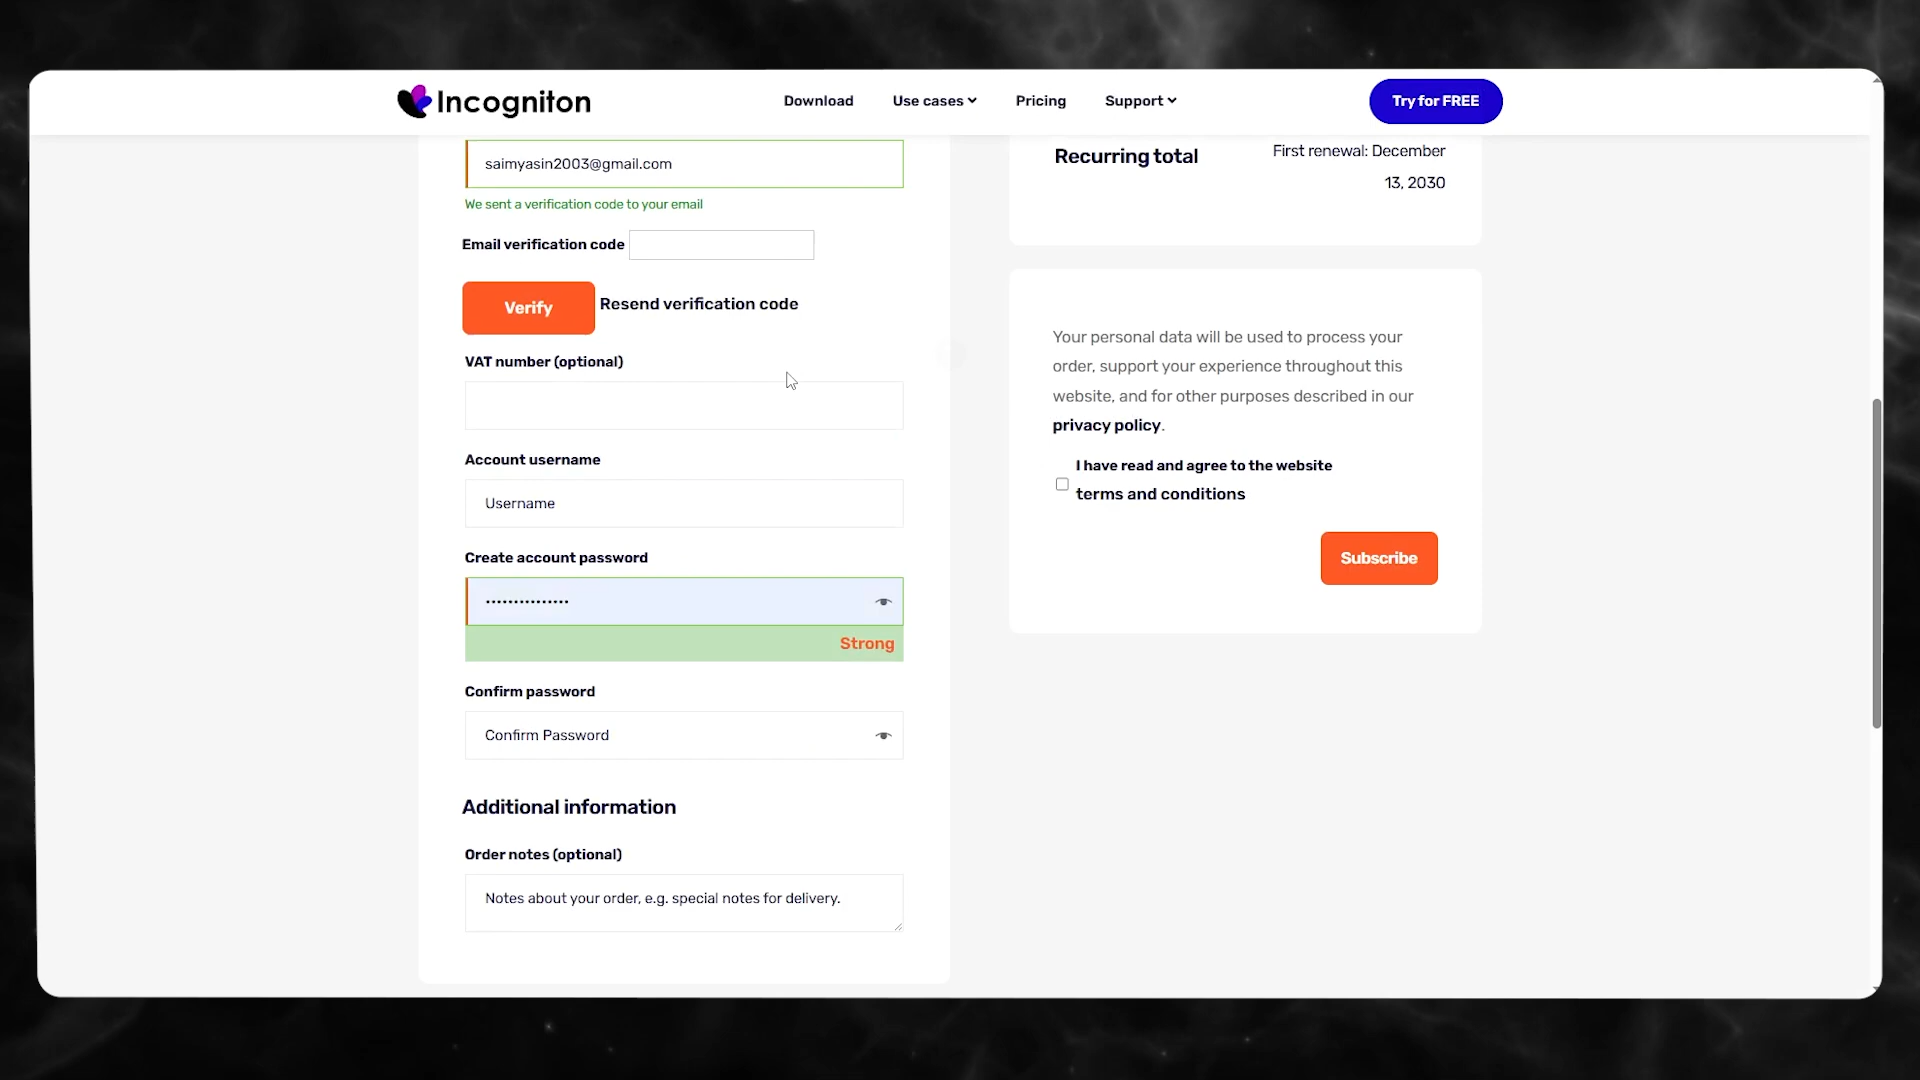 Incogniton
Download
Use cases
Pricing
Support
Try for FREE
saimyasin2003@gmail.com
We sent a verification code to your email
Email verification code
Verify
Resend verification code
VAT number (optional)
Account username
Username
Create account password
Strong
Confirm password
Confirm Password
Additional information
Order notes (optional)
Notes about your order, e.g. special notes for delivery.
Recurring total
First renewal: December
13, 2030
Your personal data will be used to process your
order, support your experience throughout this
website, and for other purposes described in our
privacy policy.
I have read and agree to the website
terms and conditions
Subscribe